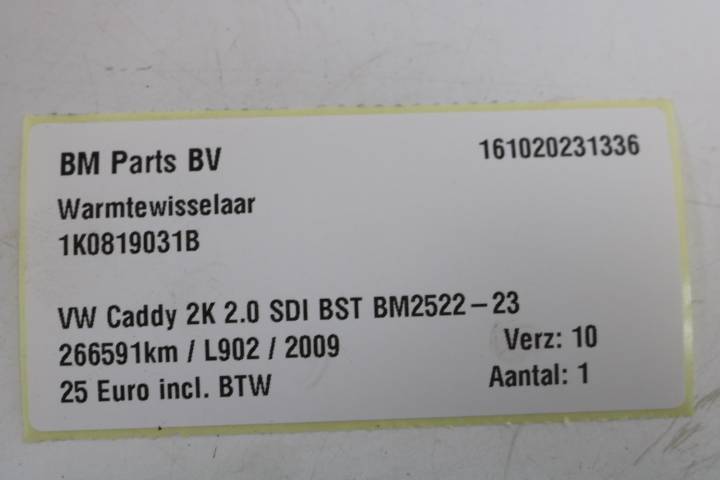 BM Parts BV 161020231336
Warmtewisselaar
1K0819031B
VW Caddy 2K 2.0 SDI BST BM2522-23
266591km / L902 / 2009 Verz: 10
25 Euro incl. BTW Aantal: 1